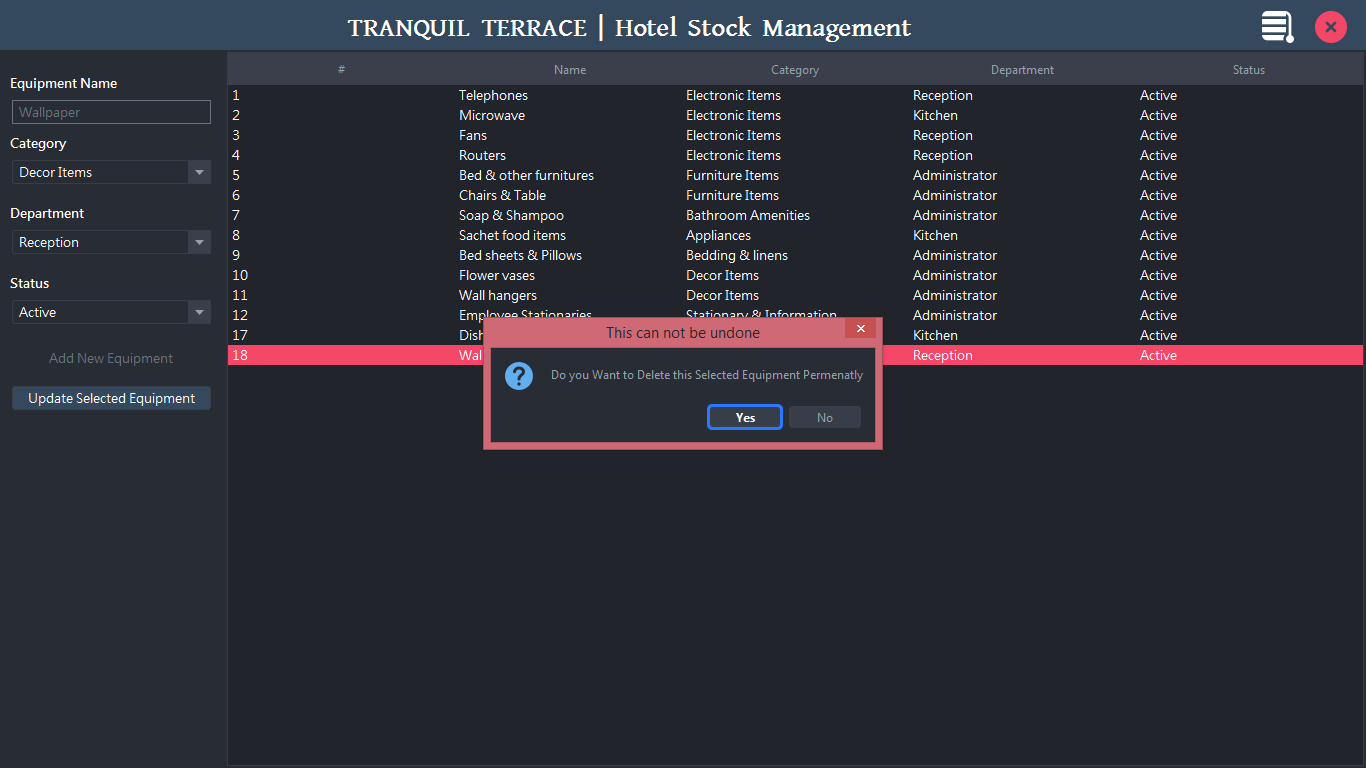 TRANQUIL TERRACE | Hotel Stock Management
Equipment Name
Wallpaper
Category
Decor Items
Department
Reception
Status
Active
Add New Equipment
Update Selected Equipment
# Name Category Department Status
1 Telephones Electronic Items Reception Active
2 Microwave Electronic Items Kitchen Active
3 Fans Electronic Items Reception Active
4 Routers Electronic Items Reception Active
5 Bed & other furnitures Furniture Items Administrator Active
6 Chairs & Table Furniture Items Administrator Active
7 Soap & Shampoo Bathroom Amenities Administrator Active
8 Sachet food items Appliances Kitchen Active
9 Bed sheets & Pillows Bedding & linens Administrator Active
10 Flower vases Decor Items Administrator Active
11 Wall hangers Decor Items Administrator Active
12 Employee Stationaries Stationary & Information Administrator Active
17 Dish Kitchen Active
18 Wal Reception Active
This can not be undone
Do you Want to Delete this Selected Equipment Permenatly
Yes No